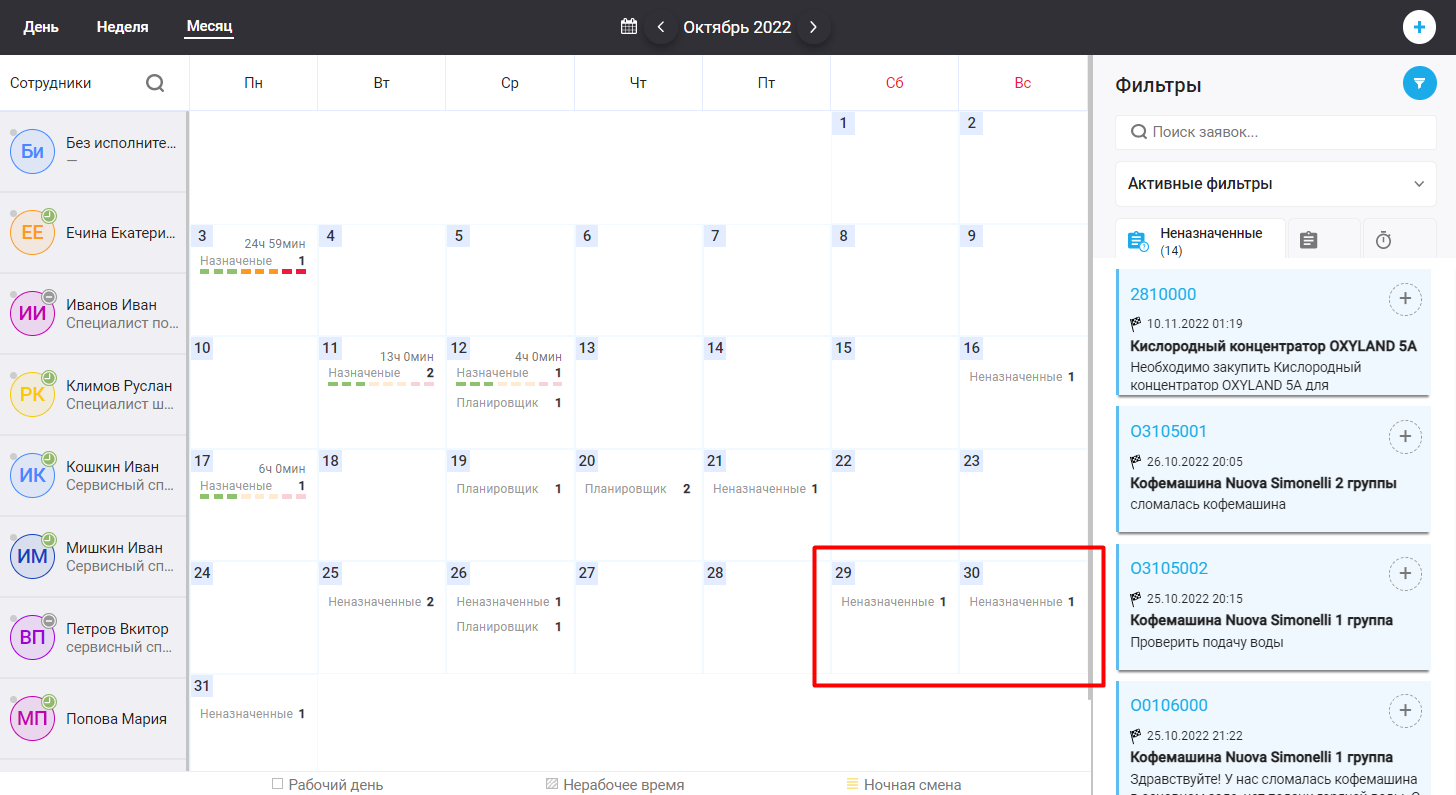 День Неделя Месяц Октябрь 2022
Сотрудники Пн Вт Ср Чт Пт Сб Вс
Би Без исполните...
—
ЕЕ Ечина Екатери...
ИИ Иванов Иван
Специалист по...
РК Климов Руслан
Специалист ш...
ИК Кошкин Иван
Сервисный сп...
ИМ Мишкин Иван
Сервисный сп...
ВП Петров Вкитор
сервисный сп...
МП Попова Мария
1 2
3 4 5 6 7 8 9
24ч 59мин
Назначеные 1
10 11 12 13 14 15 16
13ч 0мин 4ч 0мин
Назначеные 2 Назначеные 1 Неназначенные 1
Планировщик 1
17 18 19 20 21 22 23
6ч 0мин
Назначеные 1 Планировщик 1 Планировщик 2 Неназначенные 1
24 25 26 27 28 29 30
Неназначенные 2 Неназначенные 1 Неназначенные 1 Неназначенные 1
Планировщик 1
31
Неназначенные 1
Рабочий день Нерабочее время Ночная смена
Фильтры
Поиск заявок...
Активные фильтры
Неназначенные
(14)
2810000
10.11.2022 01:19
Кислородный концентратор OXYLAND 5A
Необходимо закупить Кислородный
концентратор OXYLAND 5A для
О3105001
26.10.2022 20:05
Кофемашина Nuova Simonelli 2 группы
сломалась кофемашина
О3105002
25.10.2022 20:15
Кофемашина Nuova Simonelli 1 группа
Проверить подачу воды
О0106000
25.10.2022 21:22
Кофемашина Nuova Simonelli 1 группа
Здравствуйте! У нас сломалась кофемашина